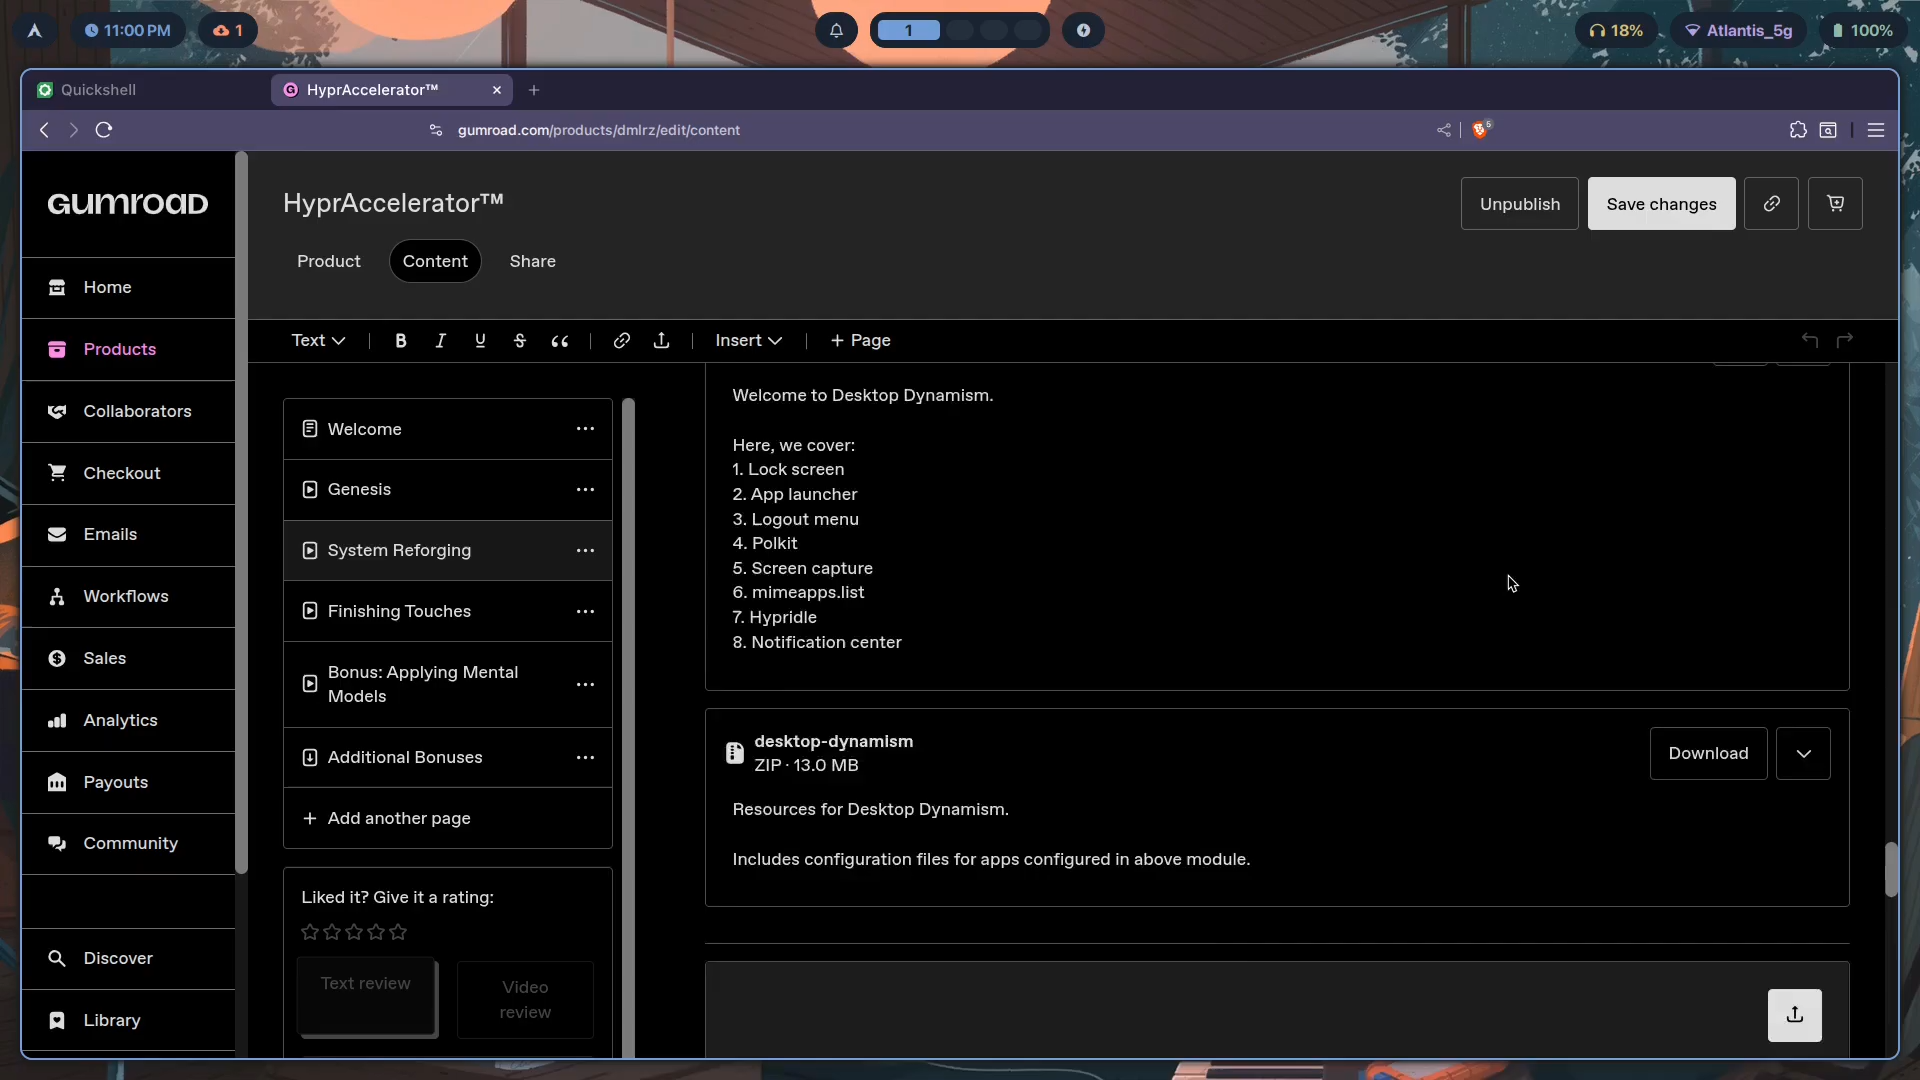 11:00 PM
1
1
18%
Atlantis_5g
100%
Quickshell
HyprAccelerator™
gumroad.com/products/dmlrz/edit/content
5
GUMROAD
Home
Products
Collaborators
Checkout
Emails
Workflows
Sales
Analytics
Payouts
Community
Discover
Library
HyprAccelerator™
Unpublish
Save changes
Product
Content
Share
Text
B
I
U
S
Insert
+ Page
Welcome
Genesis
System Reforging
Finishing Touches
Bonus: Applying Mental
Models
Additional Bonuses
+ Add another page
Liked it? Give it a rating:
Text review
Video
review
Welcome to Desktop Dynamism.
Here, we cover:
1. Lock screen
2. App launcher
3. Logout menu
4. Polkit
5. Screen capture
6. mimeapps.list
7. Hypridle
8. Notification center
desktop-dynamism
ZIP · 13.0 MB
Download
Resources for Desktop Dynamism.
Includes configuration files for apps configured in above module.